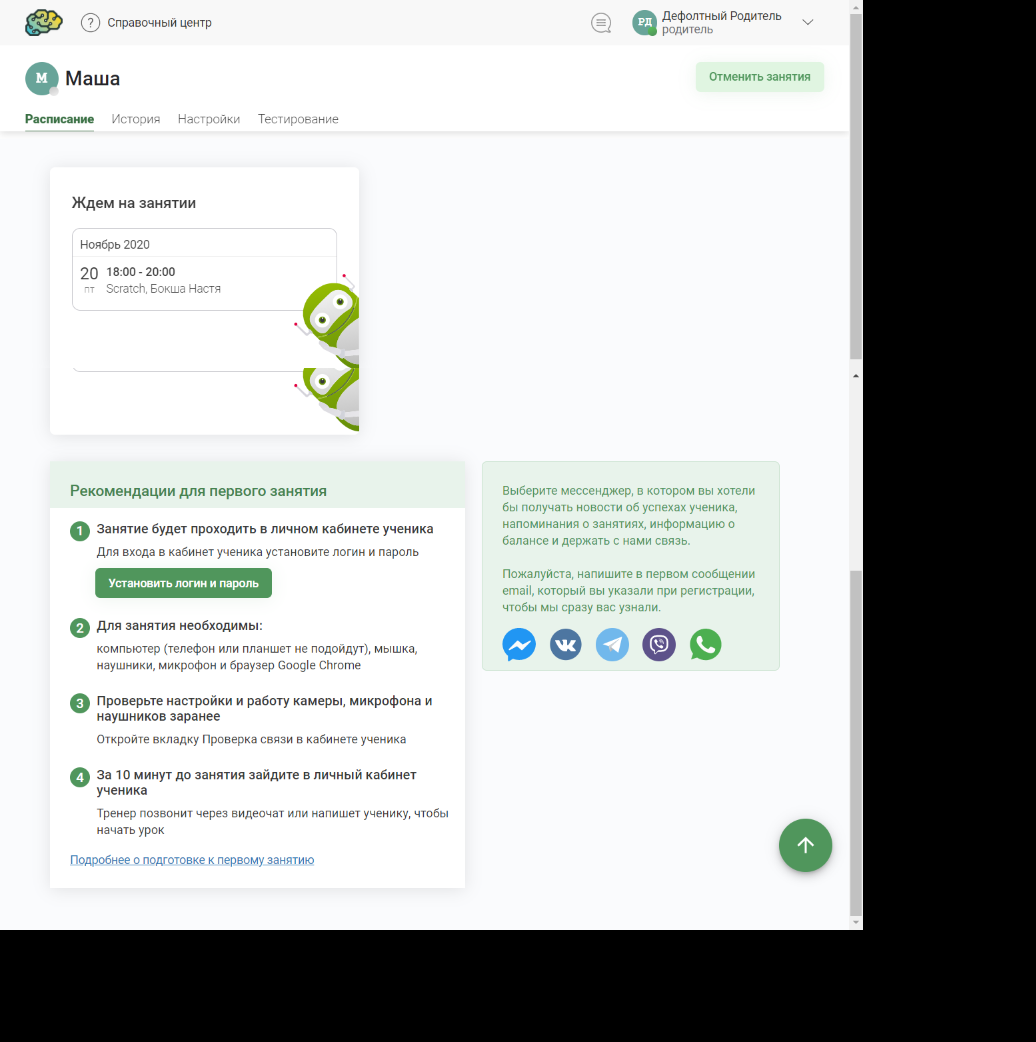 ? Справочный центр
РД Дефолтный Родитель
родитель
М Маша
Отменить занятия
Расписание История Настройки Тестирование
Ждем на занятии
Ноябрь 2020
20 18:00 - 20:00
пт Scratch, Бокша Настя
Рекомендации для первого занятия
1 Занятие будет проходить в личном кабинете ученика
Для входа в кабинет ученика установите логин и пароль
Установить логин и пароль
2 Для занятия необходимы:
компьютер (телефон или планшет не подойдут), мышка,
наушники, микрофон и браузер Google Chrome
3 Проверьте настройки и работу камеры, микрофона и
наушников заранее
Откройте вкладку Проверка связи в кабинете ученика
4 За 10 минут до занятия зайдите в личный кабинет
ученика
Тренер позвонит через видеочат или напишет ученику, чтобы
начать урок
Подробнее о подготовке к первому занятию
Выберите мессенджер, в котором вы хотели
бы получать новости об успехах ученика,
напоминания о занятиях, информацию о
балансе и держать с нами связь.
Пожалуйста, напишите в первом сообщении
email, который вы указали при регистрации,
чтобы мы сразу вас узнали.